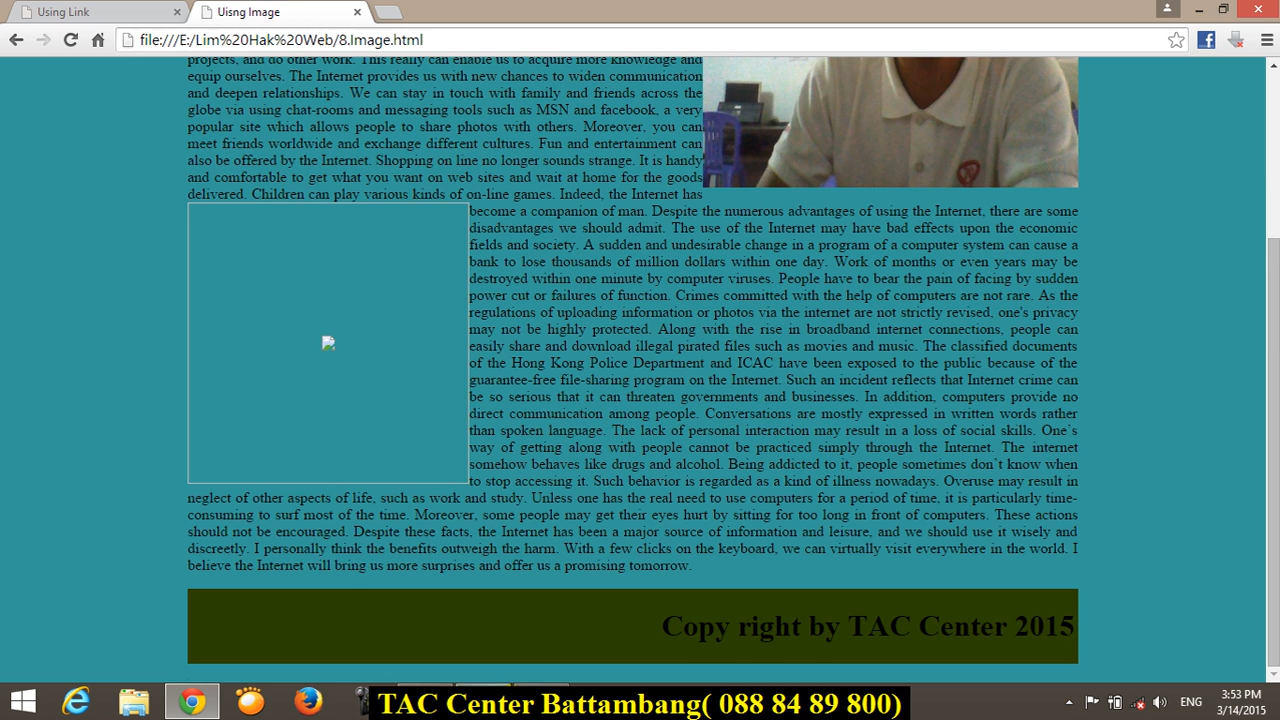 Using Link
Uisng Image
file:///E:/Lim%20Hak%20Web/8.Image.html
projects, and do other work. This really can enable us to acquire more knowledge and
equip ourselves. The Internet provides us with new chances to widen communication
and deepen relationships. We can stay in touch with family and friends across the
globe via using chat-rooms and messaging tools such as MSN and facebook, a very
popular site which allows people to share photos with others. Moreover, you can
meet friends worldwide and exchange different cultures. Fun and entertainment can
also be offered by the Internet. Shopping on line no longer sounds strange. It is handy
and comfortable to get what you want on web sites and wait at home for the goods
delivered. Children can play various kinds of on-line games. Indeed, the Internet has
become a companion of man. Despite the numerous advantages of using the Internet, there are some
disadvantages we should admit. The use of the Internet may have bad effects upon the economic
fields and society. A sudden and undesirable change in a program of a computer system can cause a
bank to lose thousands of million dollars within one day. Work of months or even years may be
destroyed within one minute by computer viruses. People have to bear the pain of facing by sudden
power cut or failures of function. Crimes committed with the help of computers are not rare. As the
regulations of uploading information or photos via the internet are not strictly revised, one's privacy
may not be highly protected. Along with the rise in broadband internet connections, people can
easily share and download illegal pirated files such as movies and music. The classified documents
of the Hong Kong Police Department and ICAC have been exposed to the public because of the
guarantee-free file-sharing program on the Internet. Such an incident reflects that Internet crime can
be so serious that it can threaten governments and businesses. In addition, computers provide no
direct communication among people. Conversations are mostly expressed in written words rather
than spoken language. The lack of personal interaction may result in a loss of social skills. One`s
way of getting along with people cannot be practiced simply through the Internet. The internet
somehow behaves like drugs and alcohol. Being addicted to it, people sometimes don`t know when
to stop accessing it. Such behavior is regarded as a kind of illness nowadays. Overuse may result in
neglect of other aspects of life, such as work and study. Unless one has the real need to use computers for a period of time, it is particularly time-
consuming to surf most of the time. Moreover, some people may get their eyes hurt by sitting for too long in front of computers. These actions
should not be encouraged. Despite these facts, the Internet has been a major source of information and leisure, and we should use it wisely and
discreetly. I personally think the benefits outweigh the harm. With a few clicks on the keyboard, we can virtually visit everywhere in the world. I
believe the Internet will bring us more surprises and offer us a promising tomorrow.
Copy right by TAC Center 2015
TAC Center Battambang( 088 84 89 800)
ENG
3:53 PM
3/14/2015